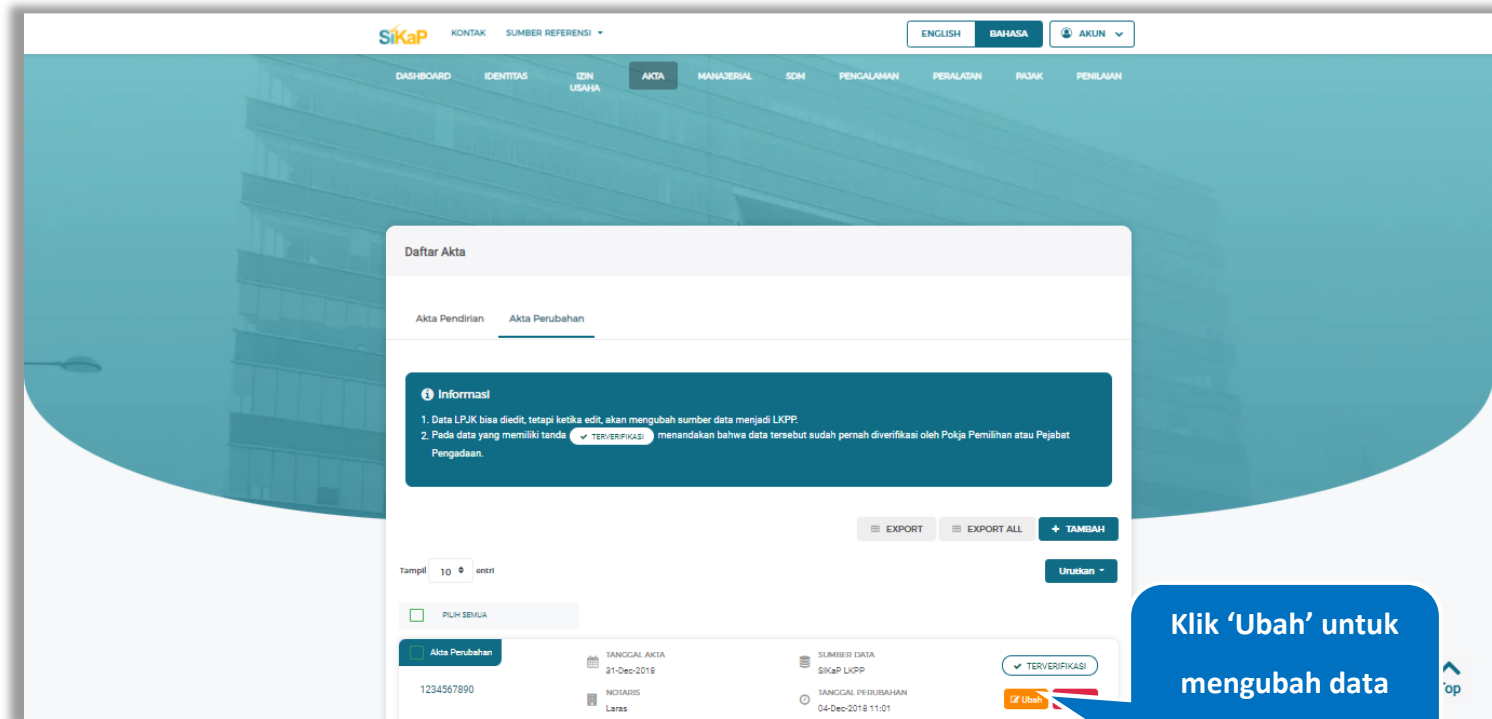 SiKaP KONTAK SUMBER REFERENSI ENGLISH BAHASA AKUN
DASHBOARD IDENTITAS IZIN USAHA AKTA MANAJERIAL SDM PENGALAMAN PERALATAN PAJAK PENILAIAN
Daftar Akta
Akta Pendirian Akta Perubahan
Informasi
1. Data LPJK bisa diedit, tetapi ketika edit, akan mengubah sumber data menjadi LKPP.
2. Pada data yang memiliki tanda TERVERIFIKASI menandakan bahwa data tersebut sudah pernah diverifikasi oleh Pokja Pemilihan atau Pejabat
Pengadaan.
EXPORT EXPORT ALL + TAMBAH
Tampil 10 entri Urutkan
PILIH SEMUA
Akta Perubahan
1234567890
TANGGAL AKTA
31-Dec-2018
NOTARIS
Laras
SUMBER DATA
SIKaP LKPP
TANGGAL PERUBAHAN
04-Dec-2019 11:01
TERVERIFIKASI
Ubah
Klik ‘Ubah’ untuk
mengubah data